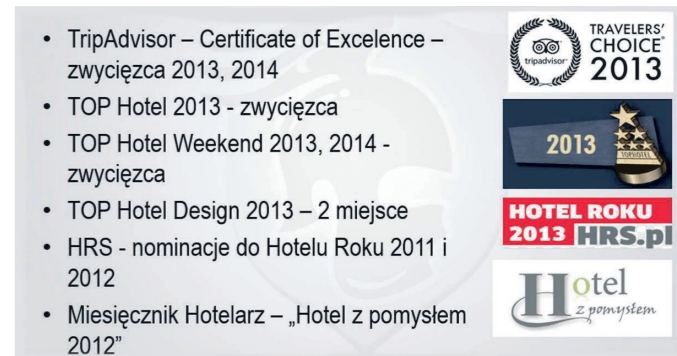 • TripAdvisor – Certificate of Excelence –
zwycięzca 2013, 2014
• TOP Hotel 2013 - zwycięzca
• TOP Hotel Weekend 2013, 2014 -
zwycięzca
• TOP Hotel Design 2013 – 2 miejsce
• HRS - nominacje do Hotelu Roku 2011 i
2012
• Miesięcznik Hotelarz – „Hotel z pomysłem
2012”
tripadvisor
TRAVELERS’
CHOICE®
2013
2013
TOPHOTEL
HOTEL ROKU
2013 HRS.pl
Hotel
z pomysłem